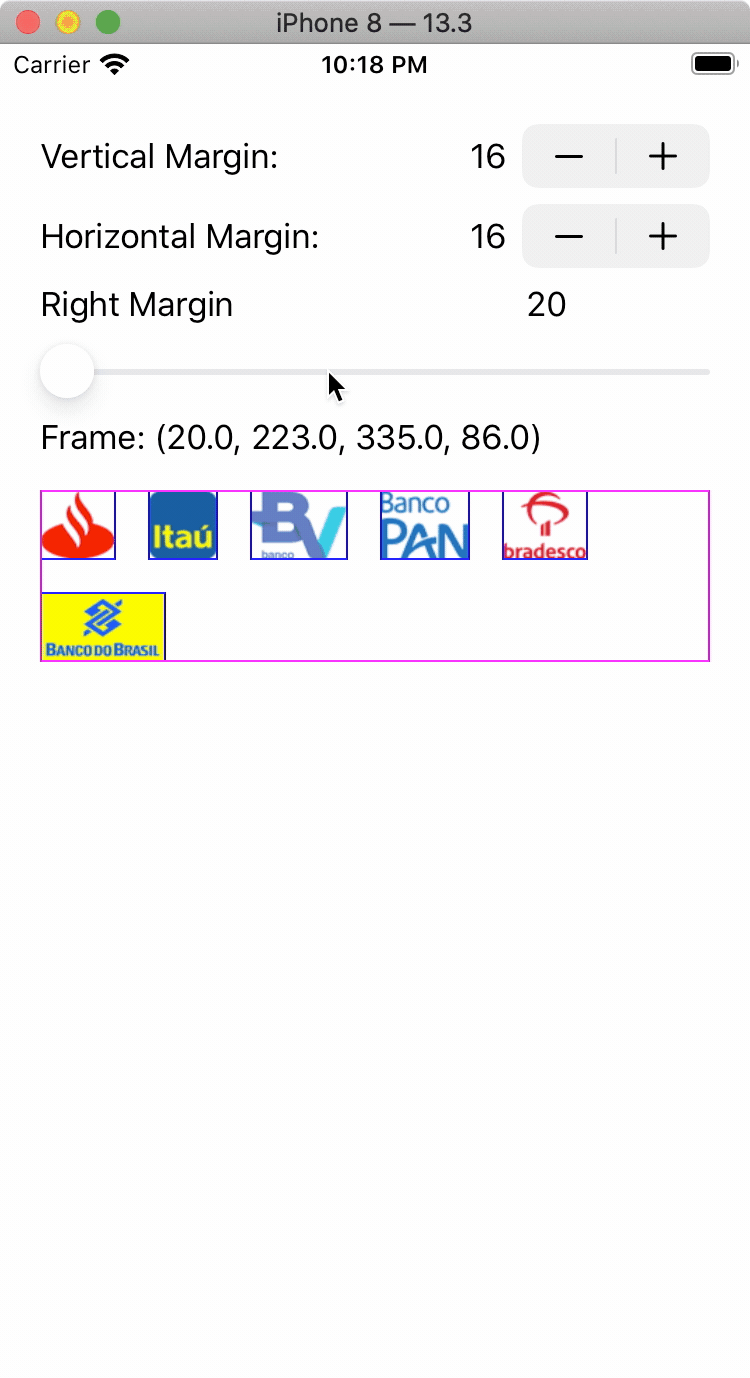 iPhone 8 — 13.3
Carrier 10:18 PM
Vertical Margin: 16 − +
Horizontal Margin: 16 − +
Right Margin 20
Frame: (20.0, 223.0, 335.0, 86.0)
Itaú BV banco Banco PAN bradesco
BANCO DO BRASIL